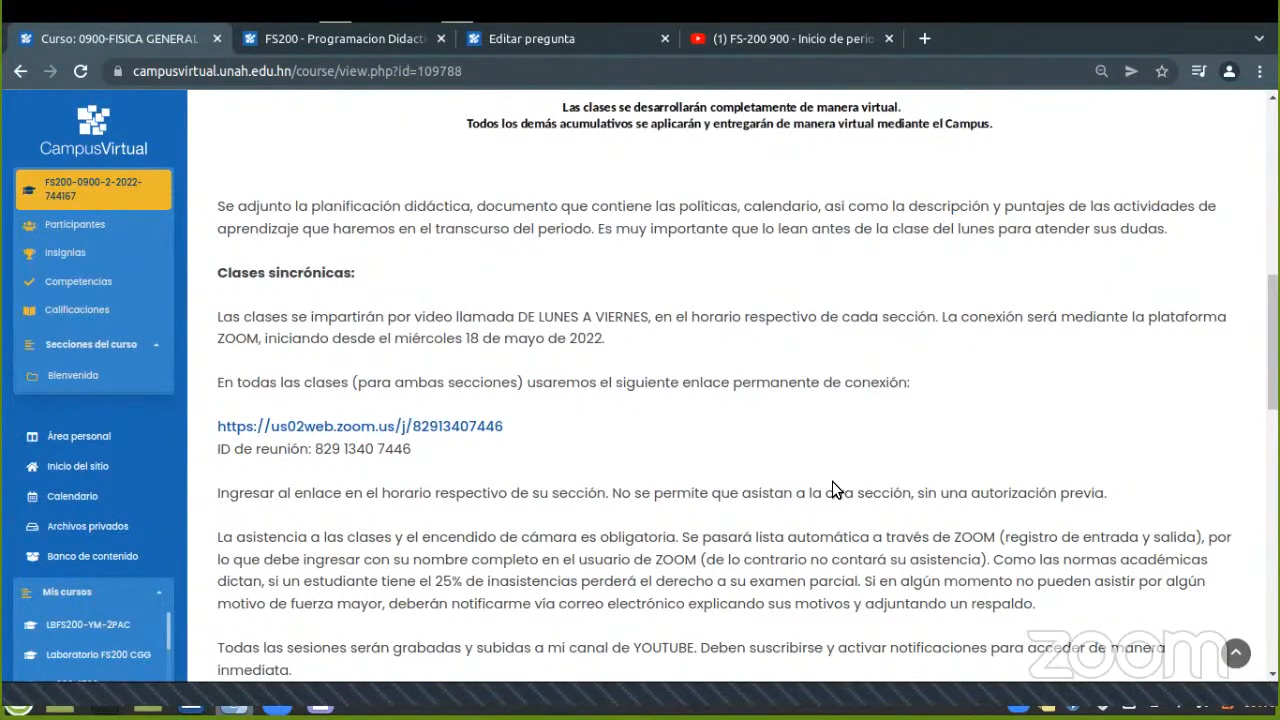 Curso: 0900-FISICA GENERAL
FS200 - Programacion Didacti
Editar pregunta
(1) FS-200 900 - Inicio de perio
campusvirtual.unah.edu.hn/course/view.php?id=109788
CampusVirtual
FS200-0900-2-2022-
744167
Participantes
Insignias
Competencias
Calificaciones
Secciones del curso
Bienvenida
Área personal
Inicio del sitio
Calendario
Archivos privados
Banco de contenido
Mis cursos
LBFS200-YM-2PAC
Laboratorio FS200 CGG
Las clases se desarrollarán completamente de manera virtual.
Todos los demás acumulativos se aplicarán y entregarán de manera virtual mediante el Campus.
Se adjunto la planificación didáctica, documento que contiene las políticas, calendario, así como la descripción y puntajes de las actividades de
aprendizaje que haremos en el transcurso del periodo. Es muy importante que lo lean antes de la clase del lunes para atender sus dudas.
Clases sincrónicas:
Las clases se impartirán por video llamada DE LUNES A VIERNES, en el horario respectivo de cada sección. La conexión será mediante la plataforma
ZOOM, iniciando desde el miércoles 18 de mayo de 2022.
En todas las clases (para ambas secciones) usaremos el siguiente enlace permanente de conexión:
https://us02web.zoom.us/j/82913407446
ID de reunión: 829 1340 7446
Ingresar al enlace en el horario respectivo de su sección. No se permite que asistan a la otra sección, sin una autorización previa.
La asistencia a las clases y el encendido de cámara es obligatoria. Se pasará lista automática a través de ZOOM (registro de entrada y salida), por
lo que debe ingresar con su nombre completo en el usuario de ZOOM (de lo contrario no contará su asistencia). Como las normas académicas
dictan, si un estudiante tiene el 25% de inasistencias perderá el derecho a su examen parcial. Si en algún momento no pueden asistir por algún
motivo de fuerza mayor, deberán notificarme vía correo electrónico explicando sus motivos y adjuntando un respaldo.
Todas las sesiones serán grabadas y subidas a mi canal de YOUTUBE. Deben suscribirse y activar notificaciones para acceder de manera
inmediata.
zoom